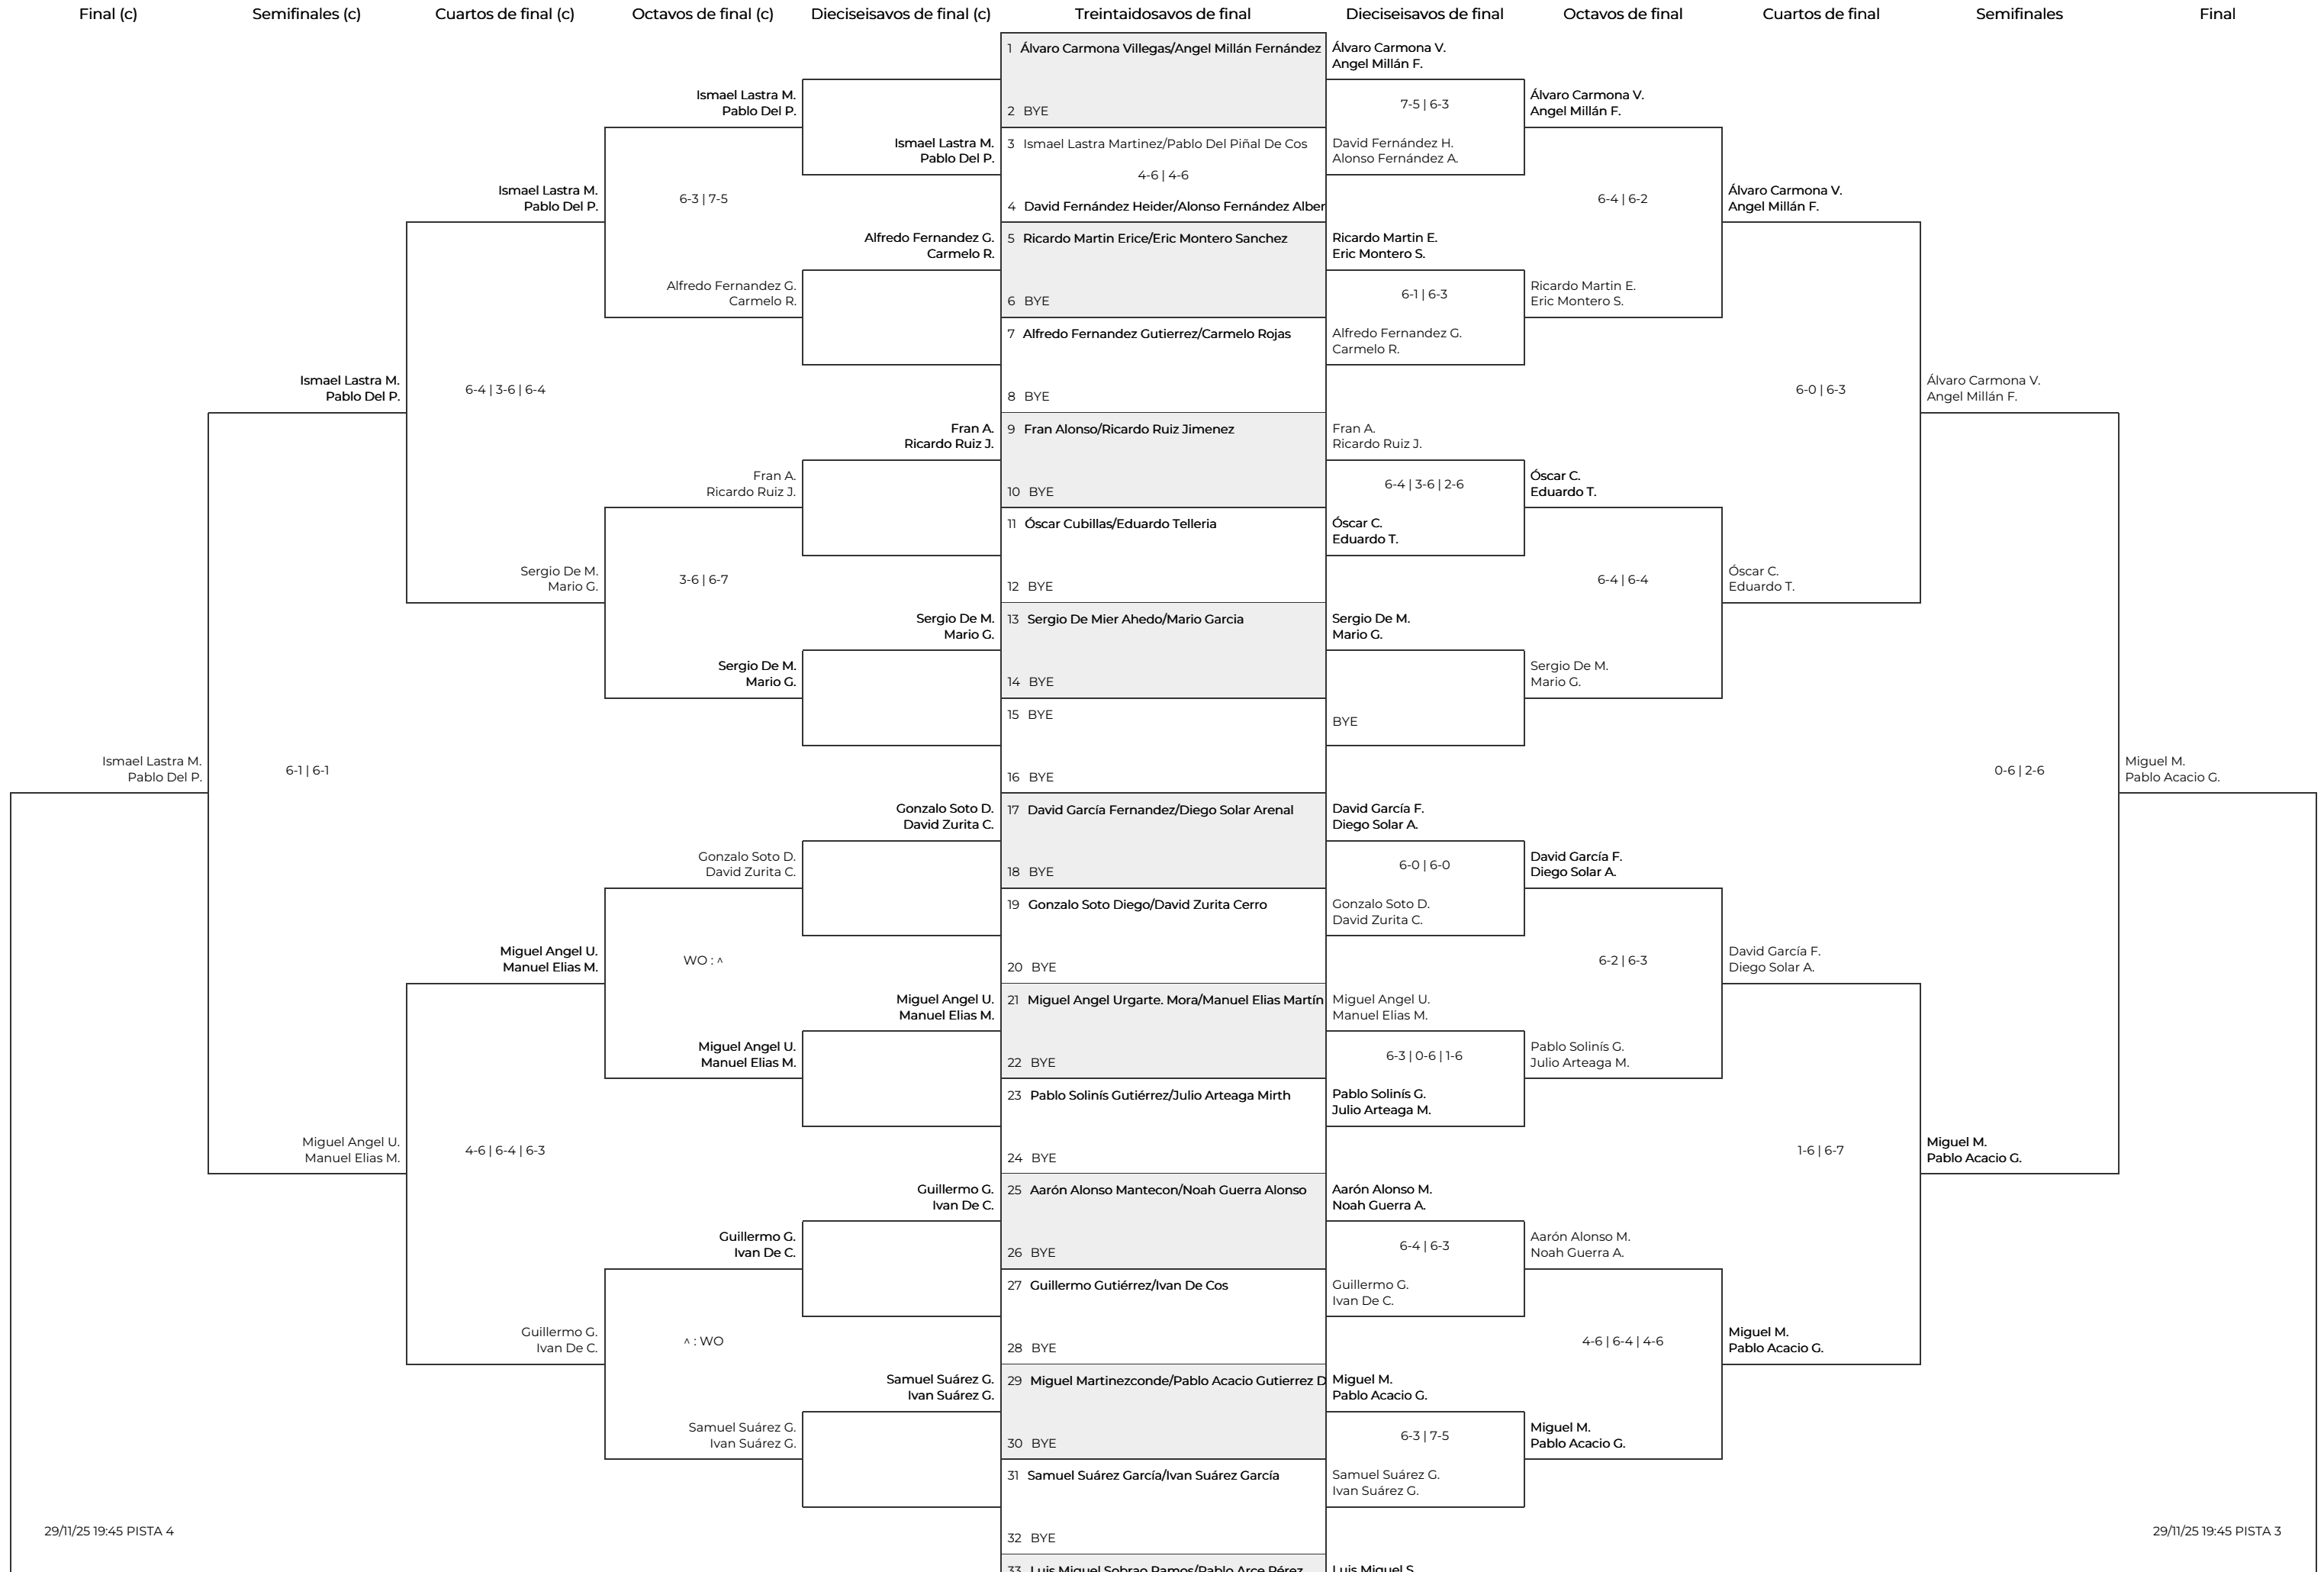 Final (c)
Semifinales (c)
Cuartos de final (c)
Octavos de final (c)
Dieciseisavos de final (c)
Treintaidosavos de final
Dieciseisavos de final
Octavos de final
Cuartos de final
Semifinales
Final
Ismael Lastra M.
Pablo Del P.
6-1 | 6-1
29/11/25 19:45 PISTA 4
Ismael Lastra M.
Pablo Del P.
6-4 | 3-6 | 6-4
Miguel Angel U.
Manuel Elias M.
4-6 | 6-4 | 6-3
Ismael Lastra M.
Pablo Del P.
6-3 | 7-5
Sergio De M.
Mario G.
3-6 | 6-7
Miguel Angel U.
Manuel Elias M.
WO : ^
Guillermo G.
Ivan De C.
^ : WO
Ismael Lastra M.
Pablo Del P.
Alfredo Fernandez G.
Carmelo R.
Fran A.
Ricardo Ruiz J.
Sergio De M.
Mario G.
Gonzalo Soto D.
David Zurita C.
Miguel Angel U.
Manuel Elias M.
Guillermo G.
Ivan De C.
Samuel Suárez G.
Ivan Suárez G.
Ismael Lastra M.
Pablo Del P.
Alfredo Fernandez G.
Carmelo R.
Fran A.
Ricardo Ruiz J.
Sergio De M.
Mario G.
Gonzalo Soto D.
David Zurita C.
Miguel Angel U.
Manuel Elias M.
Guillermo G.
Ivan De C.
Samuel Suárez G.
Ivan Suárez G.
1 Álvaro Carmona Villegas/Angel Millán Fernández
2 BYE
3 Ismael Lastra Martinez/Pablo Del Piñal De Cos
4-6 | 4-6
4 David Fernández Heider/Alonso Fernández Alber
5 Ricardo Martin Erice/Eric Montero Sanchez
6 BYE
7 Alfredo Fernandez Gutierrez/Carmelo Rojas
8 BYE
9 Fran Alonso/Ricardo Ruiz Jimenez
10 BYE
11 Óscar Cubillas/Eduardo Telleria
12 BYE
13 Sergio De Mier Ahedo/Mario Garcia
14 BYE
15 BYE
16 BYE
17 David García Fernandez/Diego Solar Arenal
18 BYE
19 Gonzalo Soto Diego/David Zurita Cerro
20 BYE
21 Miguel Angel Urgarte. Mora/Manuel Elias Martín
22 BYE
23 Pablo Solinís Gutiérrez/Julio Arteaga Mirth
24 BYE
25 Aarón Alonso Mantecon/Noah Guerra Alonso
26 BYE
27 Guillermo Gutiérrez/Ivan De Cos
28 BYE
29 Miguel Martinezconde/Pablo Acacio Gutierrez D
30 BYE
31 Samuel Suárez García/Ivan Suárez García
32 BYE
33 Luis Miguel Sobrao Ramos/Pablo Arce Pérez
Álvaro Carmona V.
Angel Millán F.
7-5 | 6-3
David Fernández H.
Alonso Fernández A.
Ricardo Martin E.
Eric Montero S.
6-1 | 6-3
Alfredo Fernandez G.
Carmelo R.
Fran A.
Ricardo Ruiz J.
6-4 | 3-6 | 2-6
Óscar C.
Eduardo T.
Sergio De M.
Mario G.
BYE
David García F.
Diego Solar A.
6-0 | 6-0
Gonzalo Soto D.
David Zurita C.
Miguel Angel U.
Manuel Elias M.
6-3 | 0-6 | 1-6
Pablo Solinís G.
Julio Arteaga M.
Aarón Alonso M.
Noah Guerra A.
6-4 | 6-3
Guillermo G.
Ivan De C.
Miguel M.
Pablo Acacio G.
6-3 | 7-5
Samuel Suárez G.
Ivan Suárez G.
Luis Miguel S.
Álvaro Carmona V.
Angel Millán F.
6-4 | 6-2
Ricardo Martin E.
Eric Montero S.
Óscar C.
Eduardo T.
6-4 | 6-4
Sergio De M.
Mario G.
David García F.
Diego Solar A.
6-2 | 6-3
Pablo Solinís G.
Julio Arteaga M.
Aarón Alonso M.
Noah Guerra A.
4-6 | 6-4 | 4-6
Miguel M.
Pablo Acacio G.
Álvaro Carmona V.
Angel Millán F.
6-0 | 6-3
Óscar C.
Eduardo T.
David García F.
Diego Solar A.
1-6 | 6-7
Miguel M.
Pablo Acacio G.
Álvaro Carmona V.
Angel Millán F.
0-6 | 2-6
Miguel M.
Pablo Acacio G.
Miguel M.
Pablo Acacio G.
29/11/25 19:45 PISTA 3